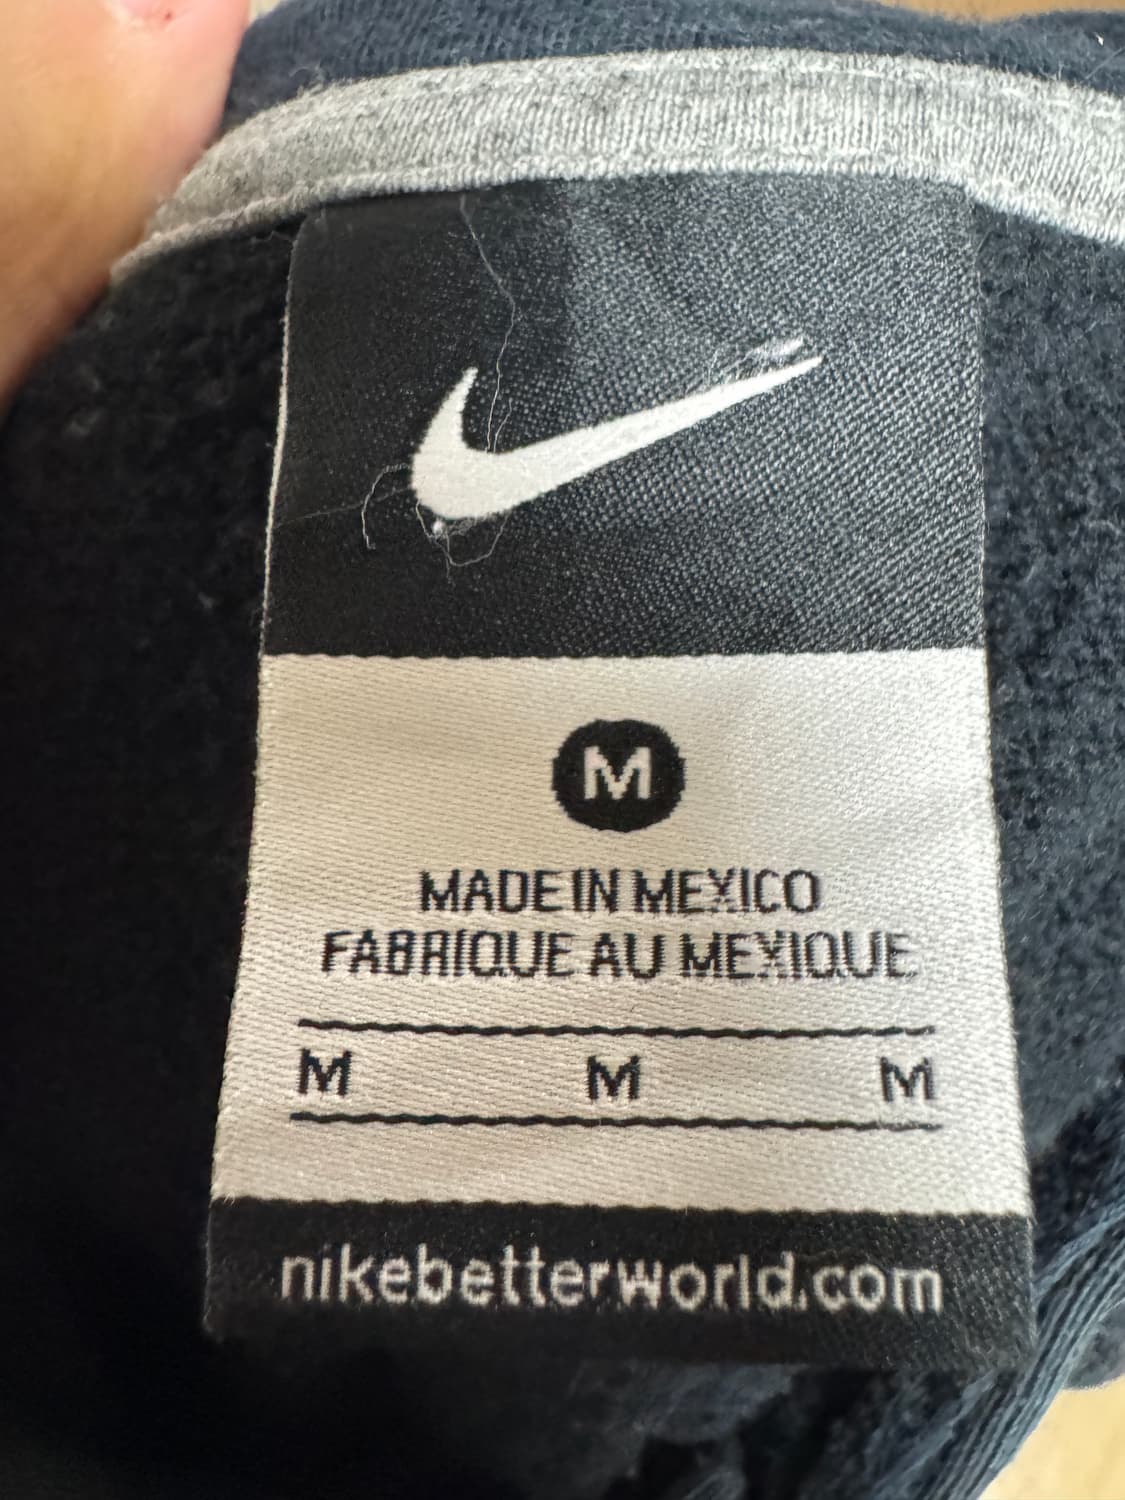 M
MADE IN MEXICO
FABRIQUE AU MEXIQUE
M M M
nikebetterworld.com